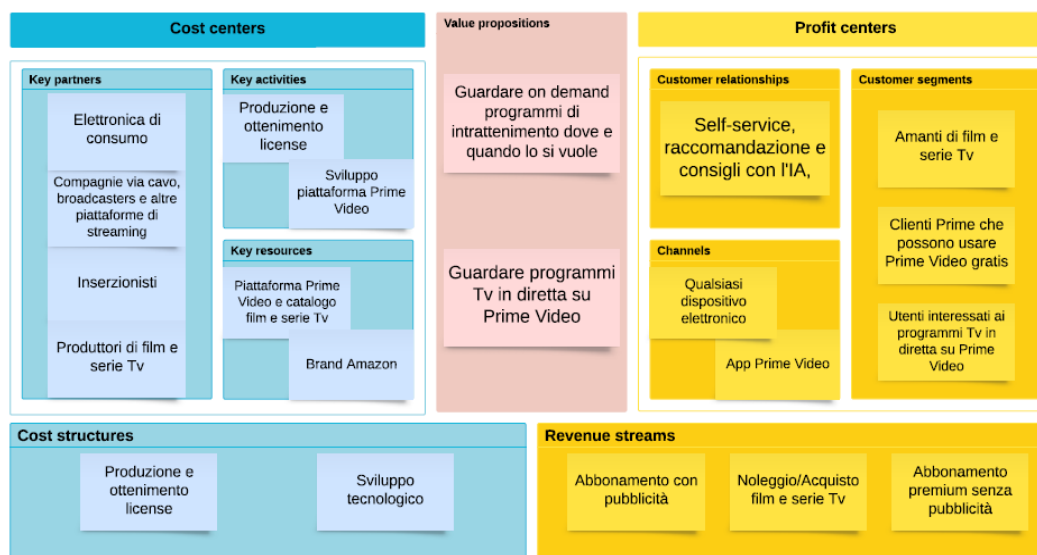 Cost centers
Key partners
Elettronica di
consumo
Compagnie via cavo,
broadcasters e altre
piattaforme di
streaming
Inserzionisti
Produttori di film e
serie Tv
Key activities
Produzione e
ottenimento
license
Sviluppo
piattaforma Prime
Video
Key resources
Piattaforma Prime
Video e catalogo
film e serie Tv
Brand Amazon
Value propositions
Guardare on demand
programmi di
intrattenimento dove e
quando lo si vuole
Guardare programmi
Tv in diretta su
Prime Video
Profit centers
Customer relationships
Self-service,
raccomandazione e
consigli con l'IA,
Channels
Qualsiasi
dispositivo
elettronico
App Prime Video
Customer segments
Amanti di film e
serie Tv
Clienti Prime che
possono usare
Prime Video gratis
Utenti interessati ai
programmi Tv in
diretta su Prime
Video
Cost structures
Produzione e
ottenimento
license
Sviluppo
tecnologico
Revenue streams
Abbonamento con
pubblicità
Noleggio/Acquisto
film e serie Tv
Abbonamento
premium senza
pubblicità